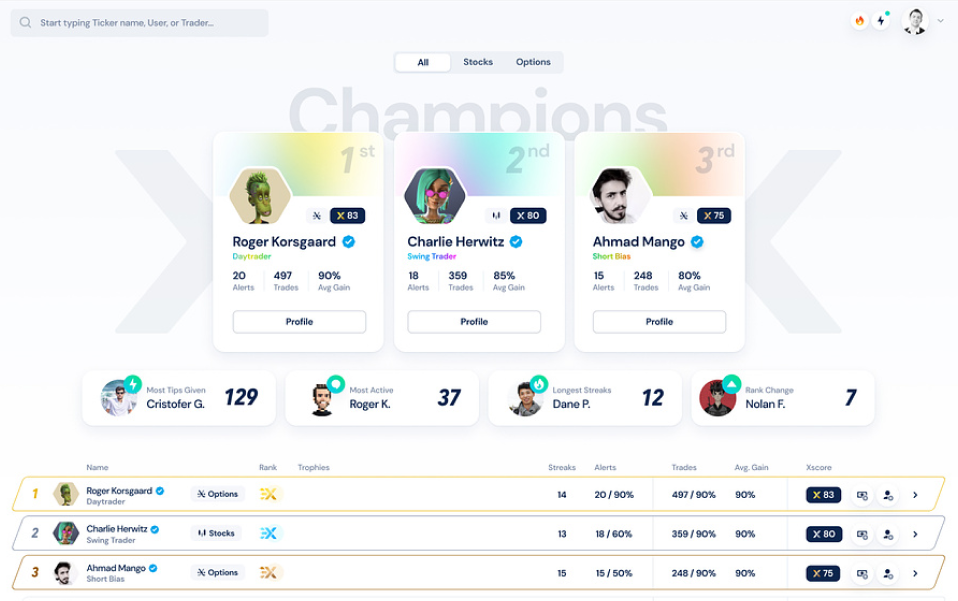 Start typing Ticker name, User, or Trader...
All Stocks Options
Champions
1st 2nd 3rd
83 80 75
Roger Korsgaard Charlie Herwitz Ahmad Mango
Daytrader Swing Trader Short Bias
20 497 90% 18 359 85% 15 248 80%
Alerts Trades Avg Gain Alerts Trades Avg Gain Alerts Trades Avg Gain
Profile Profile Profile
Most Tips Given Most Active Longest Streaks Rank Change
Cristofer G. 129 Roger K. 37 Dane P. 12 Nolan F. 7
Name Rank Trophies Streaks Alerts Trades Avg. Gain Xscore
1 Roger Korsgaard Options 14 20 / 90% 497 / 90% 90% X 83
Daytrader
2 Charlie Herwitz Stocks 13 18 / 60% 359 / 90% 90% X 80
Swing Trader
3 Ahmad Mango Options 15 15 / 50% 248 / 90% 90% X 75
Short Bias